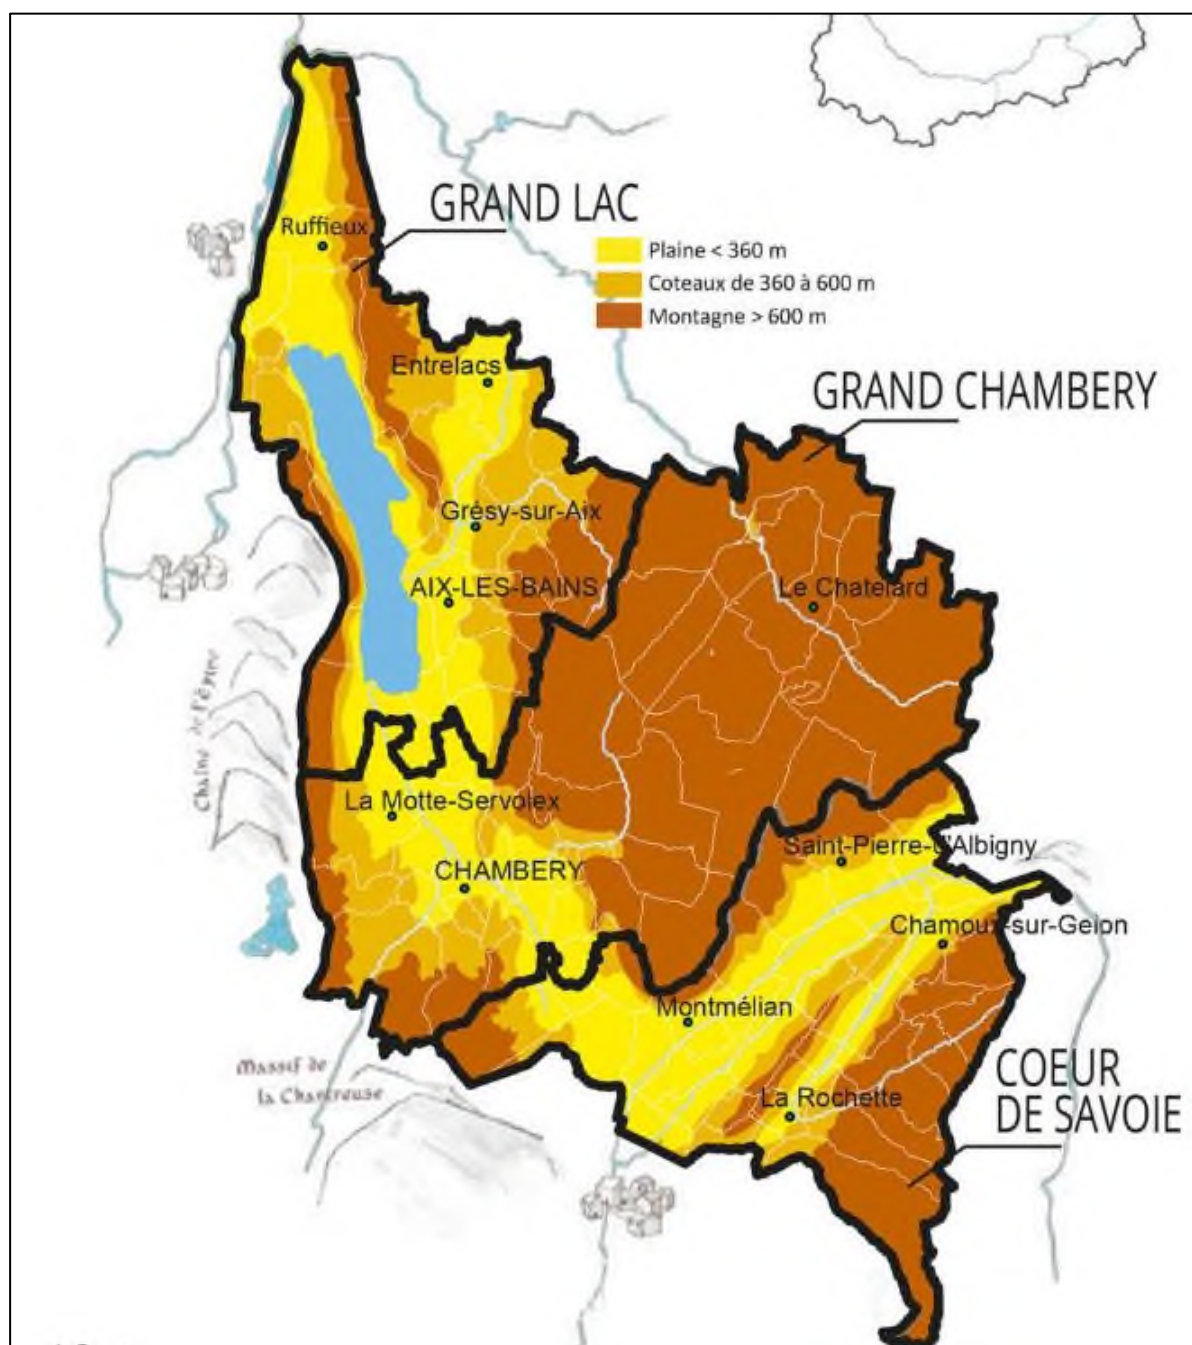 GRAND LAC
Ruffieux
Plaine < 360 m
Coteaux de 360 à 600 m
Montagne > 600 m
Entrelacs
GRAND CHAMBERY
Grésy-sur-Aix
AIX-LES-BAINS
Le Chatelard
Chaîne de l'Epine
La Motte-Servolex
Saint-Pierre-d'Albigny
CHAMBERY
Chamoux-sur-Gelon
Montmélian
Massif de
la Chartreuse
La Rochette
COEUR
DE SAVOIE